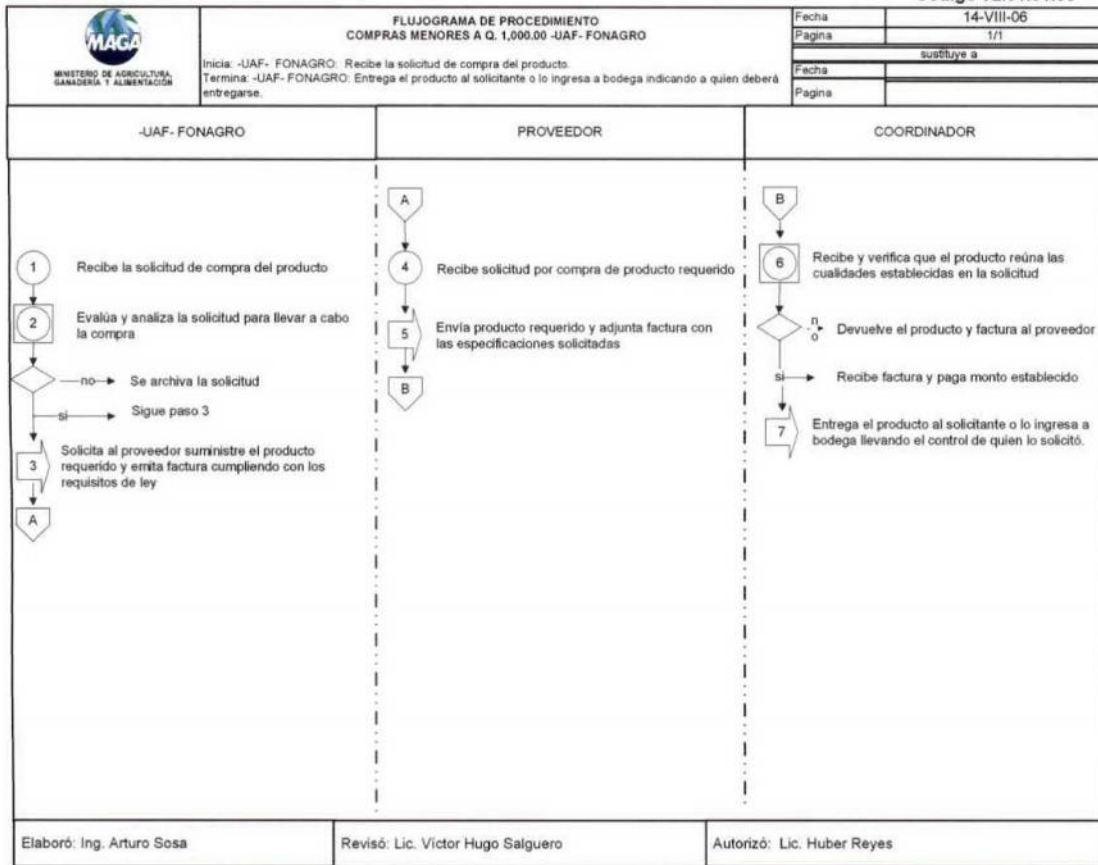 MAGA
MINISTERIO DE AGRICULTURA,
GANADERÍA Y ALIMENTACIÓN
FLUJOGRAMA DE PROCEDIMIENTO
COMPRAS MENORES A Q. 1,000.00 -UAF- FONAGRO
Inicia: -UAF- FONAGRO: Recibe la solicitud de compra del producto.
Termina: -UAF- FONAGRO: Entrega el producto al solicitante o lo ingresa a bodega indicando a quien deberá
entregarse.
Fecha 14-VIII-06
Pagina 1/1
sustituye a
Fecha
Pagina
-UAF- FONAGRO
PROVEEDOR
COORDINADOR
1 Recibe la solicitud de compra del producto
2 Evalúa y analiza la solicitud para llevar a cabo
la compra
no Se archiva la solicitud
si Sigue paso 3
3 Solicita al proveedor suministre el producto
requerido y emita factura cumpliendo con los
requisitos de ley
A
A
4 Recibe solicitud por compra de producto requerido
5 Envía producto requerido y adjunta factura con
las especificaciones solicitadas
B
B
6 Recibe y verifica que el producto reúna las
cualidades establecidas en la solicitud
n
o Devuelve el producto y factura al proveedor
si Recibe factura y paga monto establecido
7 Entrega el producto al solicitante o lo ingresa a
bodega llevando el control de quien lo solicitó.
Elaboró: Ing. Arturo Sosa
Revisó: Lic. Víctor Hugo Salguero
Autorizó: Lic. Huber Reyes